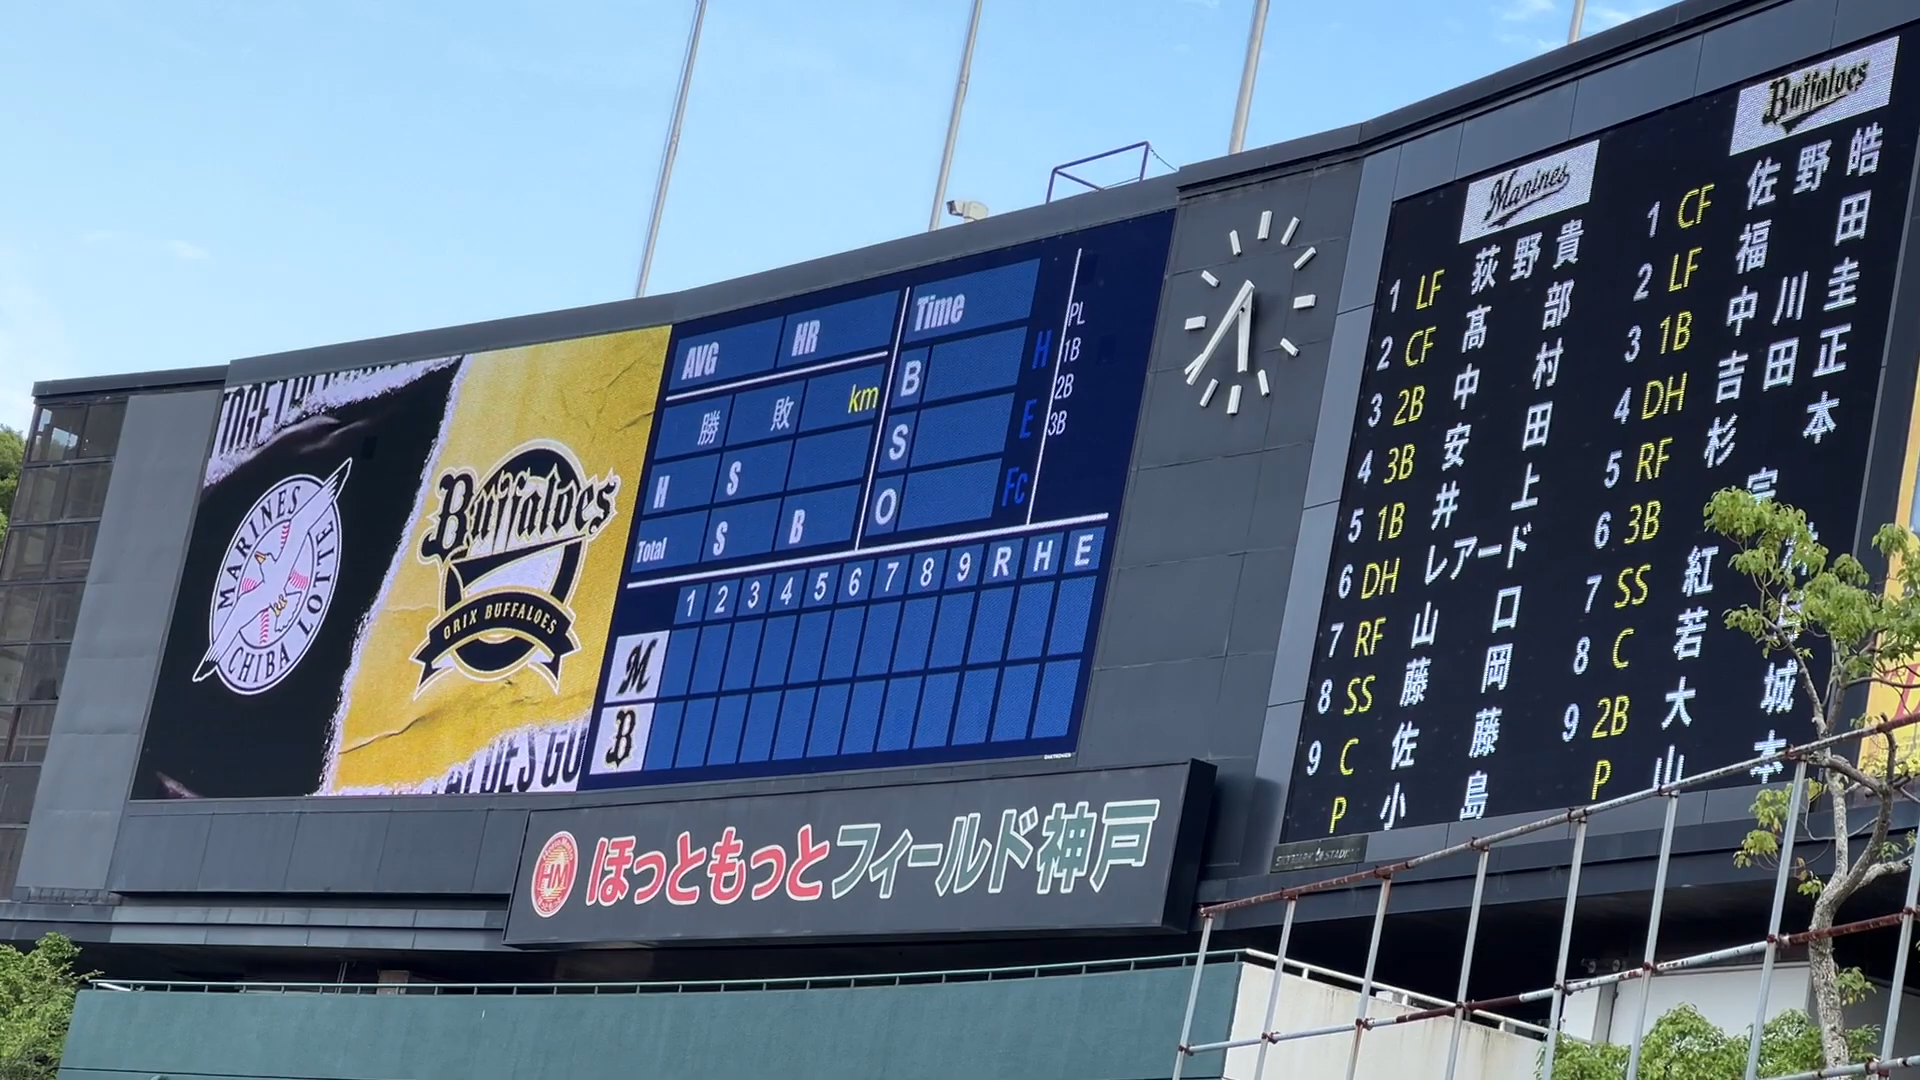 MARINES
CHIBA LOTTE
Buffaloes
ORIX BUFFALOES
AVG HR
勝 敗 km
H S
Total S B
Time
B
S
O
H
E
Fc
PL
1B
2B
3B
1 2 3 4 5 6 7 8 9 R H E
M
B
ほっともっとフィールド神戸
HM
Marines
1 LF 荻野貴
2 CF 髙部
3 2B 中村
4 3B 安田
5 1B 井上
6 DH レアード
7 RF 山口
8 SS 藤岡
9 C 佐藤
P 小島
Buffaloes
1 CF 佐野皓
2 LF 福田
3 1B 中川圭
4 DH 吉田正
5 RF 杉本
6 3B 宗
7 SS 紅
8 C 若
9 2B 大城
P 山本